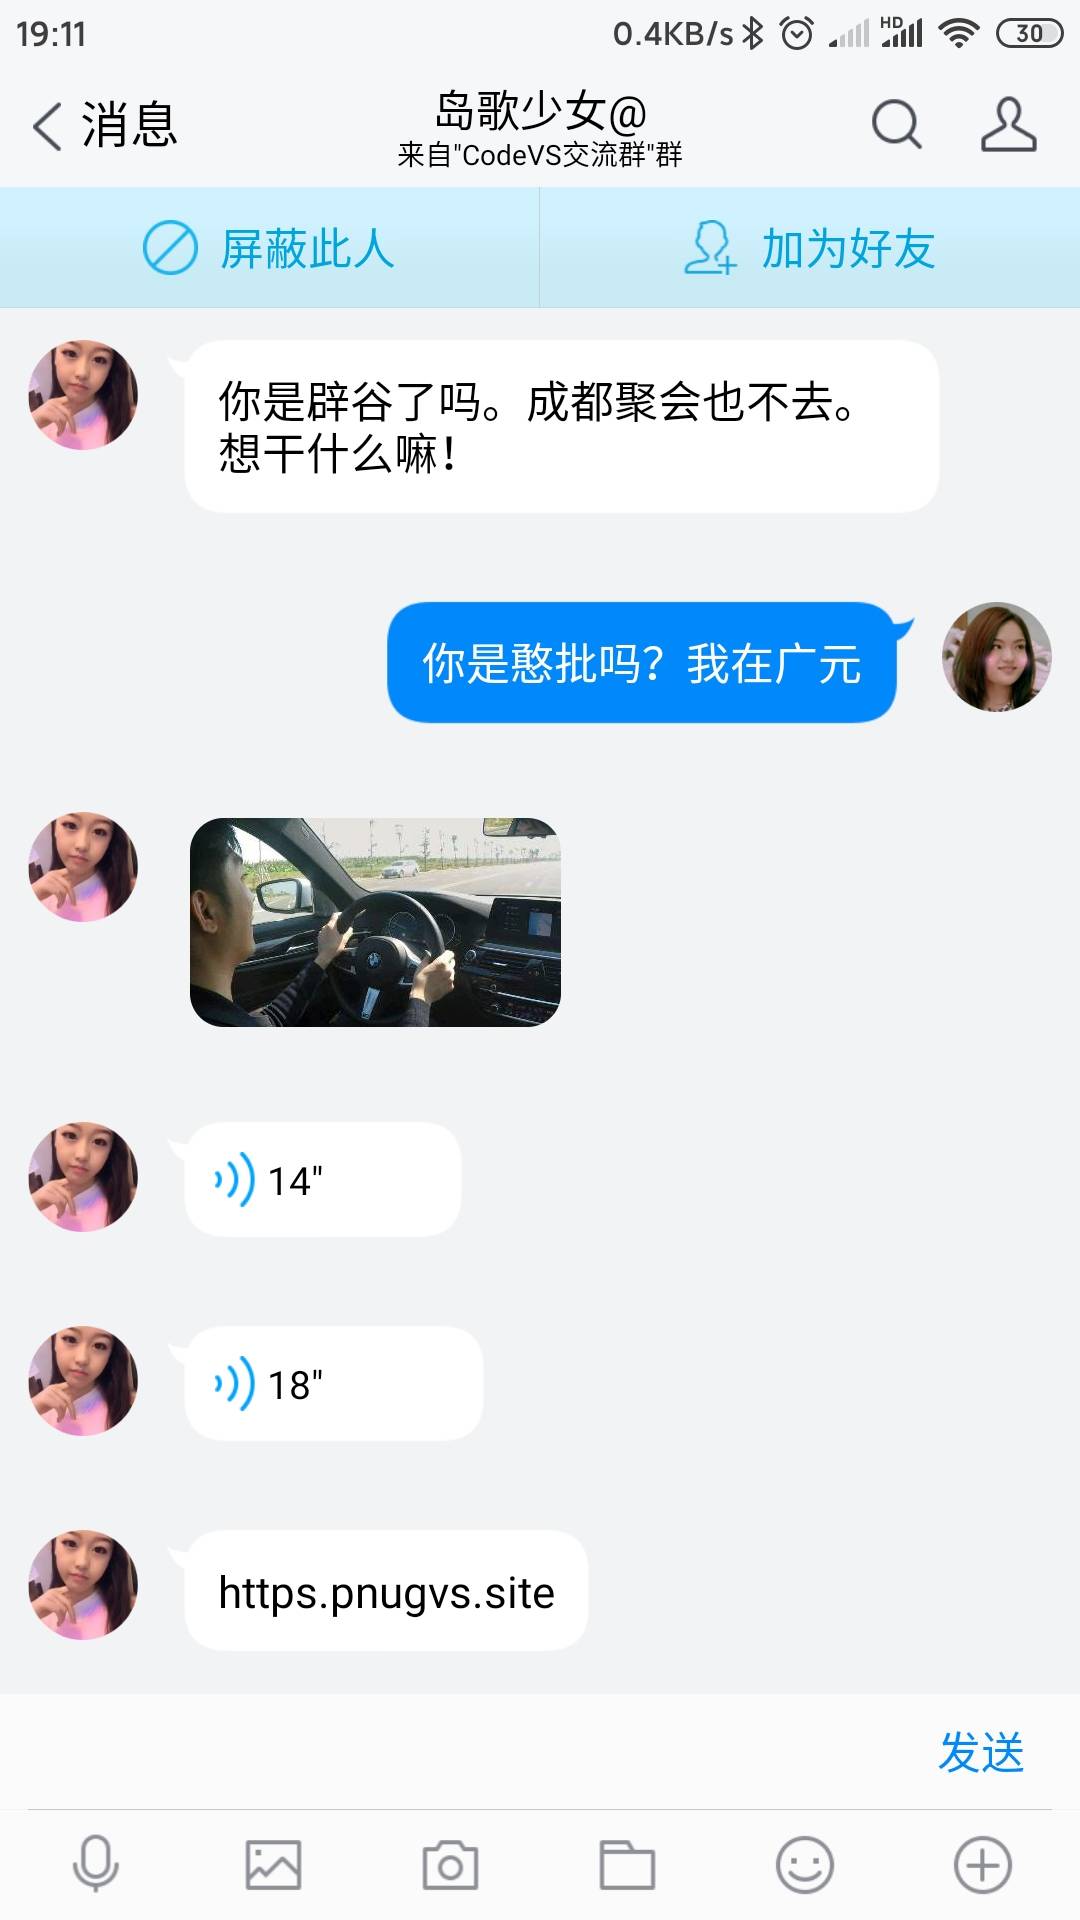 19:11
0.4KB/s
HD
30
消息
岛歌少女@
来自"CodeVS交流群"群
屏蔽此人
加为好友
你是辟谷了吗。成都聚会也不去。
想干什么嘛！
你是憨批吗？我在广元
14"
18"
https.pnugvs.site
发送